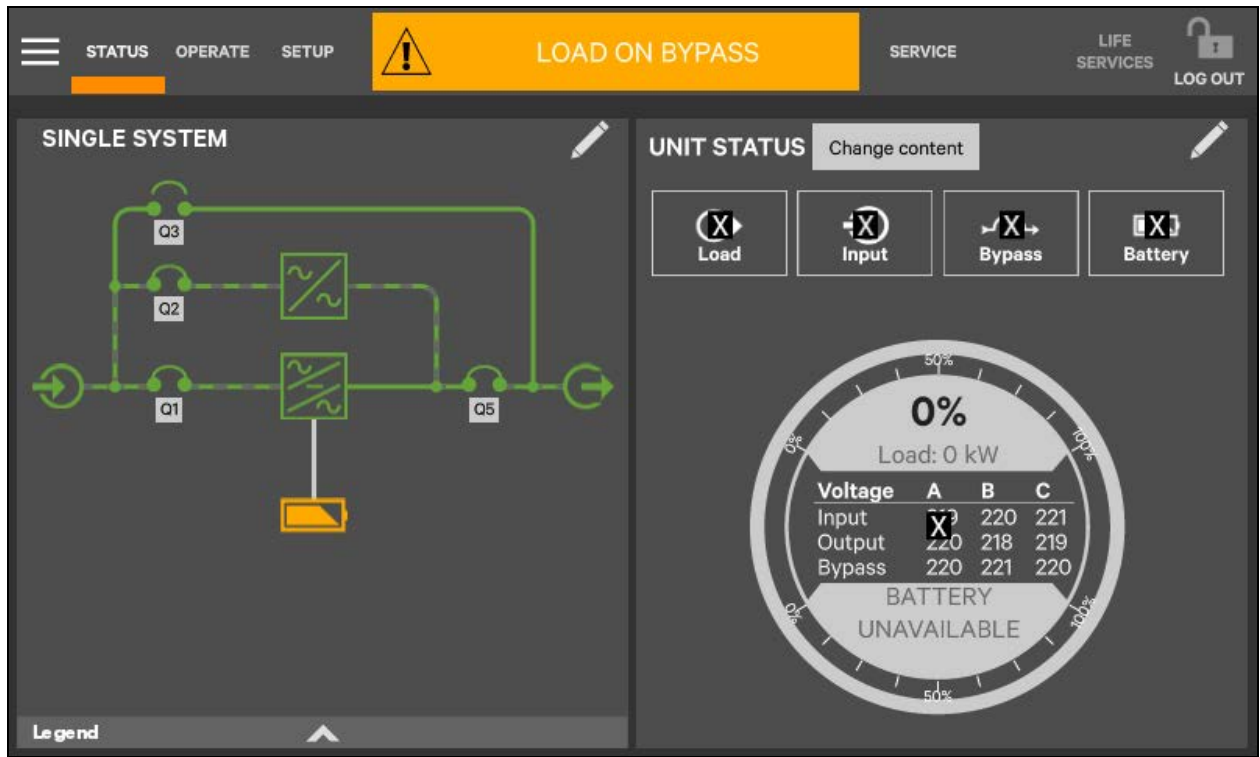 STATUS OPERATE SETUP LOAD ON BYPASS SERVICE LIFE SERVICES LOG OUT
SINGLE SYSTEM
Q3
Q2
Q1
Q5
Legend
UNIT STATUS Change content
X X X X
Load Input Bypass Battery
50%
0% 100%
0%
Load: 0 kW
Voltage A B C
Input 220 221
X
Output 220 218 219
Bypass 220 221 220
BATTERY
UNAVAILABLE
0% 100%
50%